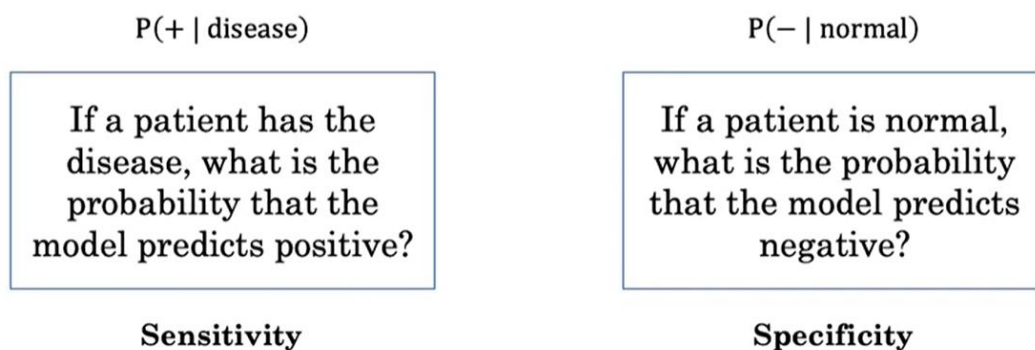 P(+ | disease)
If a patient has the
disease, what is the
probability that the
model predicts positive?
Sensitivity
P(− | normal)
If a patient is normal,
what is the probability
that the model predicts
negative?
Specificity